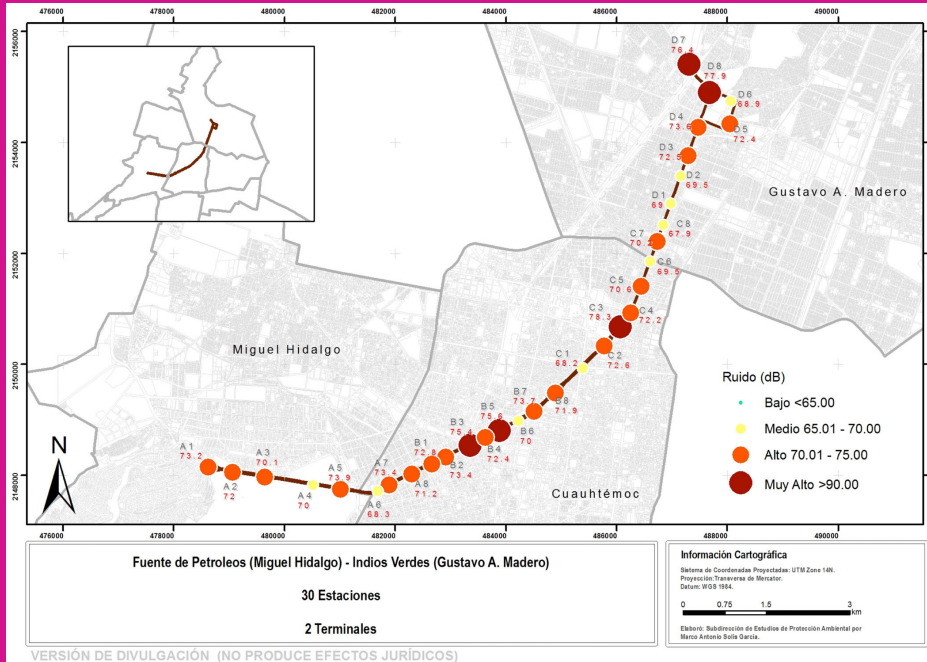 476000 478000 480000 482000 484000 486000 488000 490000
2156000
2154000
2152000
2150000
2148000
D7
76.4
D8
77.9
D6
68.9
D4
73.6
D5
72.4
D3
72.5
D2
69.5
D1
69
C8
67.9
C7
70.2
C6
69.5
C5
70.6
C4
72.2
C3
78.3
C2
72.6
C1
68.2
B8
71.9
B7
73.7
B6
70
B5
75.6
B4
72.4
B3
75.4
B2
73.4
B1
72.8
A8
71.2
A7
73.4
A6
68.3
A5
73.9
A4
70
A3
70.1
A2
72
A1
73.2
Gustavo A. Madero
Miguel Hidalgo
Cuauhtémoc
N
Ruido (dB)
Bajo <65.00
Medio 65.01 - 70.00
Alto 70.01 - 75.00
Muy Alto >90.00
476000 478000 480000 482000 484000 486000 488000 490000
Fuente de Petroleos (Miguel Hidalgo) - Indios Verdes (Gustavo A. Madero)
30 Estaciones
2 Terminales
Información Cartográfica
Sistema de Coordenadas Proyectadas: UTM Zone 14N.
Proyección:Transversa de Mercator.
Datum: WGS 1984.
0 0.75 1.5 3
km
Elaboró: Subdirección de Estudios de Protección Ambiental por
Marco Antonio Solís García.
VERSIÓN DE DIVULGACIÓN (NO PRODUCE EFECTOS JURÍDICOS)